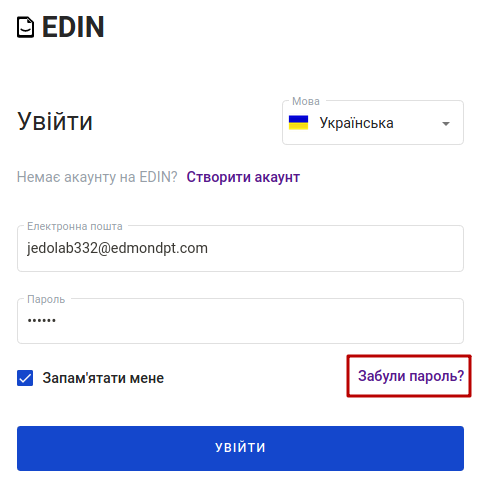 EDIN
Мова
Увійти
Українська
Немає акаунту на EDIN? Створити акаунт
Електронна пошта
jedolab332@edmondpt.com
Пароль
••••••
Запам'ятати мене
Забули пароль?
УВІЙТИ